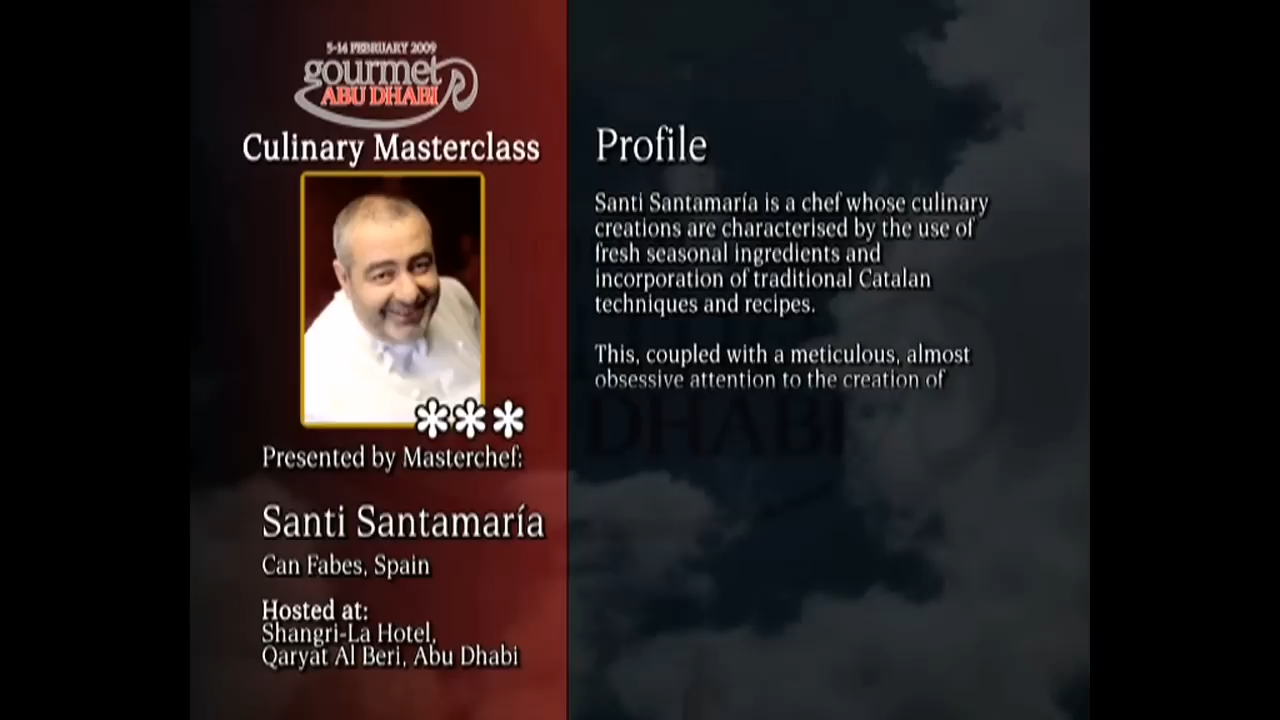 5-14 FEBRUARY 2009
gourmet
ABU DHABI
Culinary Masterclass
***
Presented by Masterchef:
Santi Santamaría
Can Fabes, Spain
Hosted at:
Shangri-La Hotel,
Qaryat Al Beri, Abu Dhabi
Profile
Santi Santamaría is a chef whose culinary
creations are characterised by the use of
fresh seasonal ingredients and
incorporation of traditional Catalan
techniques and recipes.
This, coupled with a meticulous, almost
obsessive attention to the creation of
DHABI